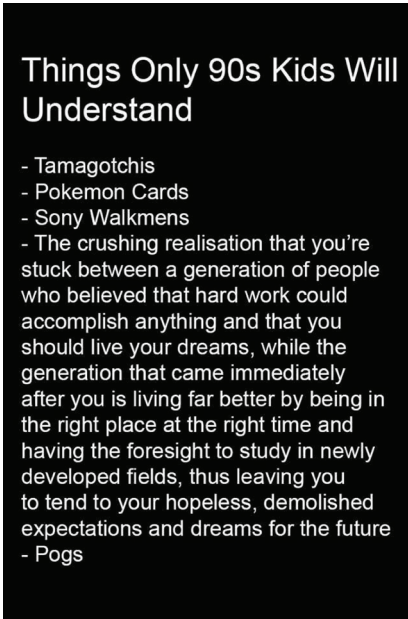 Things Only 90s Kids Will
Understand
- Tamagotchis
- Pokemon Cards
- Sony Walkmens
- The crushing realisation that you’re
stuck between a generation of people
who believed that hard work could
accomplish anything and that you
should live your dreams, while the
generation that came immediately
after you is living far better by being in
the right place at the right time and
having the foresight to study in newly
developed fields, thus leaving you
to tend to your hopeless, demolished
expectations and dreams for the future
- Pogs